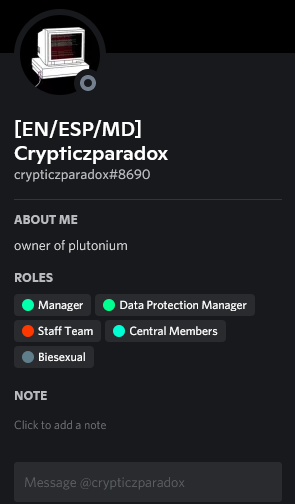 [EN/ESP/MD]
Crypticzparadox
crypticzparadox#8690
ABOUT ME
owner of plutonium
ROLES
Manager Data Protection Manager
Staff Team Central Members
Biesexual
NOTE
Click to add a note
Message @crypticzparadox